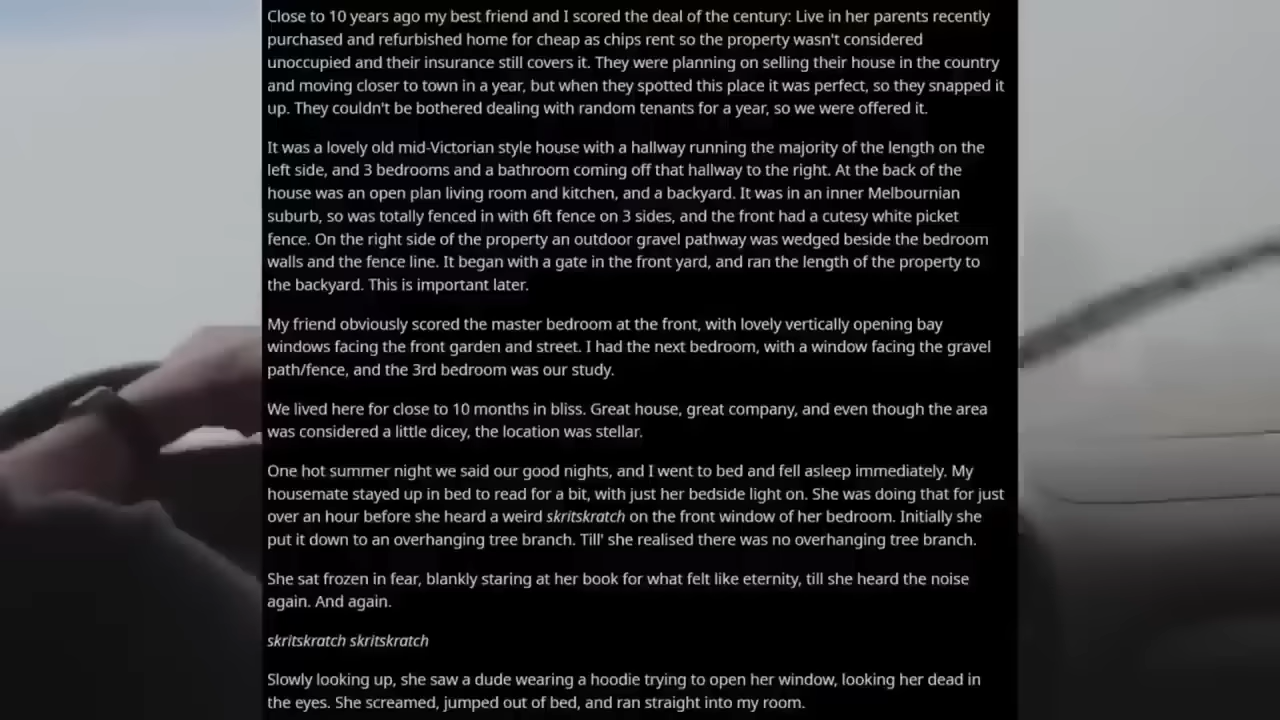 Close to 10 years ago my best friend and I scored the deal of the century: Live in her parents recently
purchased and refurbished home for cheap as chips rent so the property wasn't considered
unoccupied and their insurance still covers it. They were planning on selling their house in the country
and moving closer to town in a year, but when they spotted this place it was perfect, so they snapped it
up. They couldn't be bothered dealing with random tenants for a year, so we were offered it.
It was a lovely old mid-Victorian style house with a hallway running the majority of the length on the
left side, and 3 bedrooms and a bathroom coming off that hallway to the right. At the back of the
house was an open plan living room and kitchen, and a backyard. It was in an inner Melbournian
suburb, so was totally fenced in with 6ft fence on 3 sides, and the front had a cutesy white picket
fence. On the right side of the property an outdoor gravel pathway was wedged beside the bedroom
walls and the fence line. It began with a gate in the front yard, and ran the length of the property to
the backyard. This is important later.
My friend obviously scored the master bedroom at the front, with lovely vertically opening bay
windows facing the front garden and street. I had the next bedroom, with a window facing the gravel
path/fence, and the 3rd bedroom was our study.
We lived here for close to 10 months in bliss. Great house, great company, and even though the area
was considered a little dicey, the location was stellar.
One hot summer night we said our good nights, and I went to bed and fell asleep immediately. My
housemate stayed up in bed to read for a bit, with just her bedside light on. She was doing that for just
over an hour before she heard a weird skritskratch on the front window of her bedroom. Initially she
put it down to an overhanging tree branch. Till' she realised there was no overhanging tree branch.
She sat frozen in fear, blankly staring at her book for what felt like eternity, till she heard the noise
again. And again.
skritskratch skritskratch
Slowly looking up, she saw a dude wearing a hoodie trying to open her window, looking her dead in
the eyes. She screamed, jumped out of bed, and ran straight into my room.